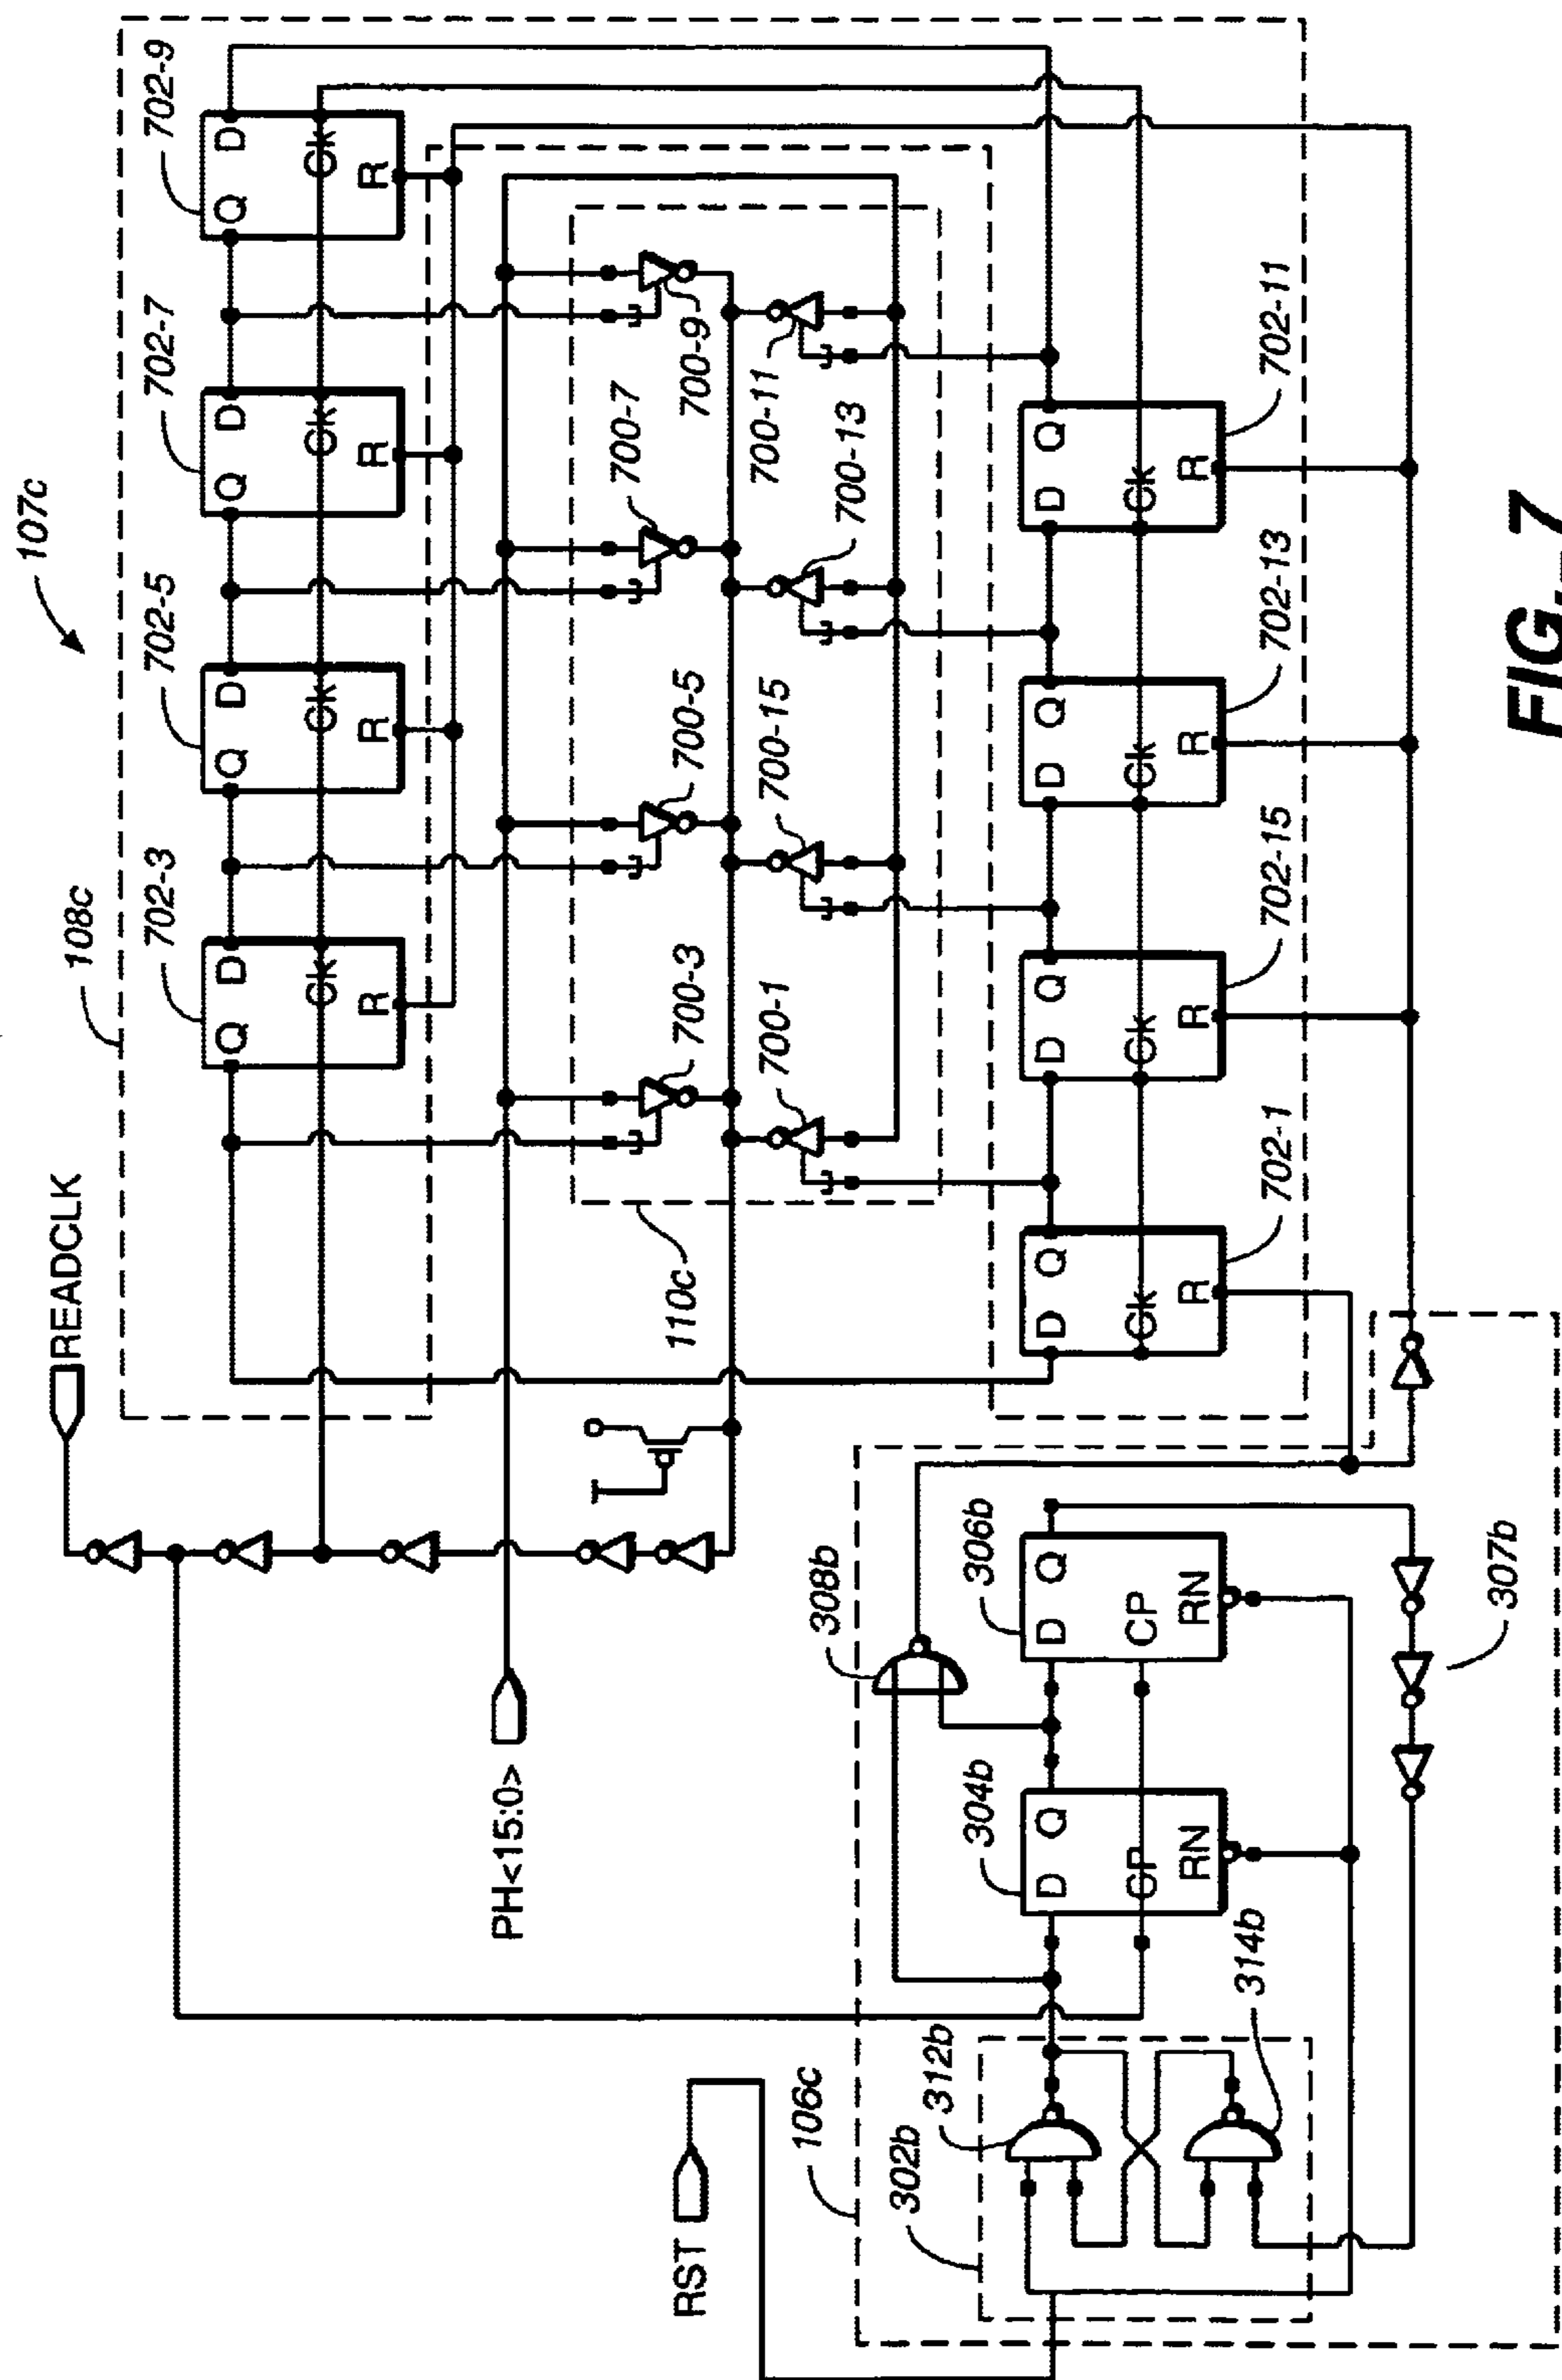 107c
108c
702-3
702-5
702-7
702-9
Q D
Q D
Q D
Q D
Ck
Ck
Ck
Ck
R
R
R
R
READCLK
PH<15:0>
RST
110c
700-3
700-5
700-7
700-9
700-1
700-15
700-13
700-11
D Q
D Q
D Q
D Q
Ck
Ck
Ck
Ck
R
R
R
R
702-1
702-15
702-13
702-11
106c
302b
312b
314b
304b
308b
306b
D Q
D Q
CP
CP
RN
RN
307b
FIG._7